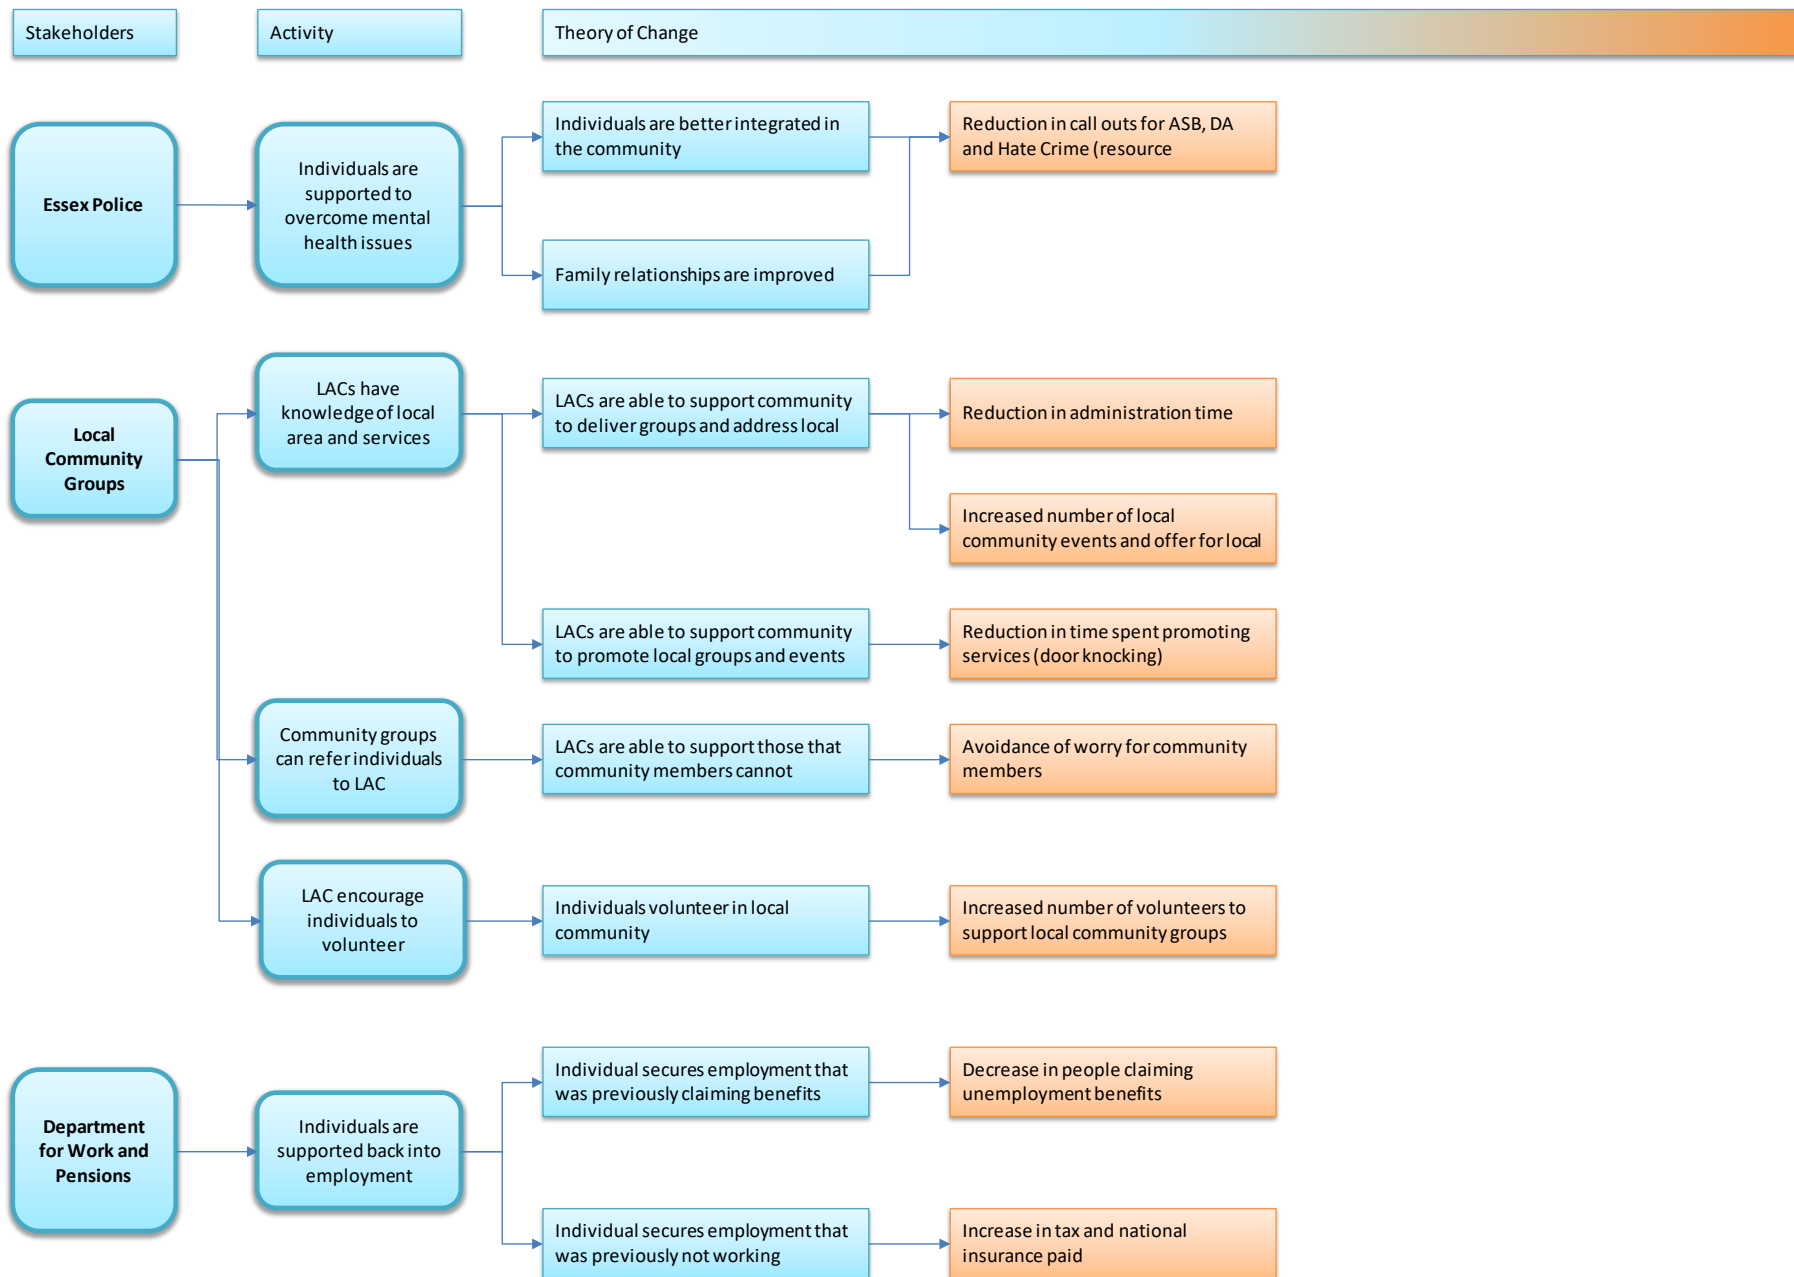 Stakeholders
Activity
Theory of Change
Essex Police
Individuals are
supported to
overcome mental
health issues
Individuals are better integrated in
the community
Family relationships are improved
Reduction in call outs for ASB, DA
and Hate Crime (resource
Local
Community
Groups
LACs have
knowledge of local
area and services
LACs are able to support community
to deliver groups and address local
Reduction in administration time
Increased number of local
community events and offer for local
LACs are able to support community
to promote local groups and events
Reduction in time spent promoting
services (door knocking)
Community groups
can refer individuals
to LAC
LACs are able to support those that
community members cannot
Avoidance of worry for community
members
LAC encourage
individuals to
volunteer
Individuals volunteer in local
community
Increased number of volunteers to
support local community groups
Department
for Work and
Pensions
Individuals are
supported back into
employment
Individual secures employment that
was previously claiming benefits
Decrease in people claiming
unemployment benefits
Individual secures employment that
was previously not working
Increase in tax and national
insurance paid